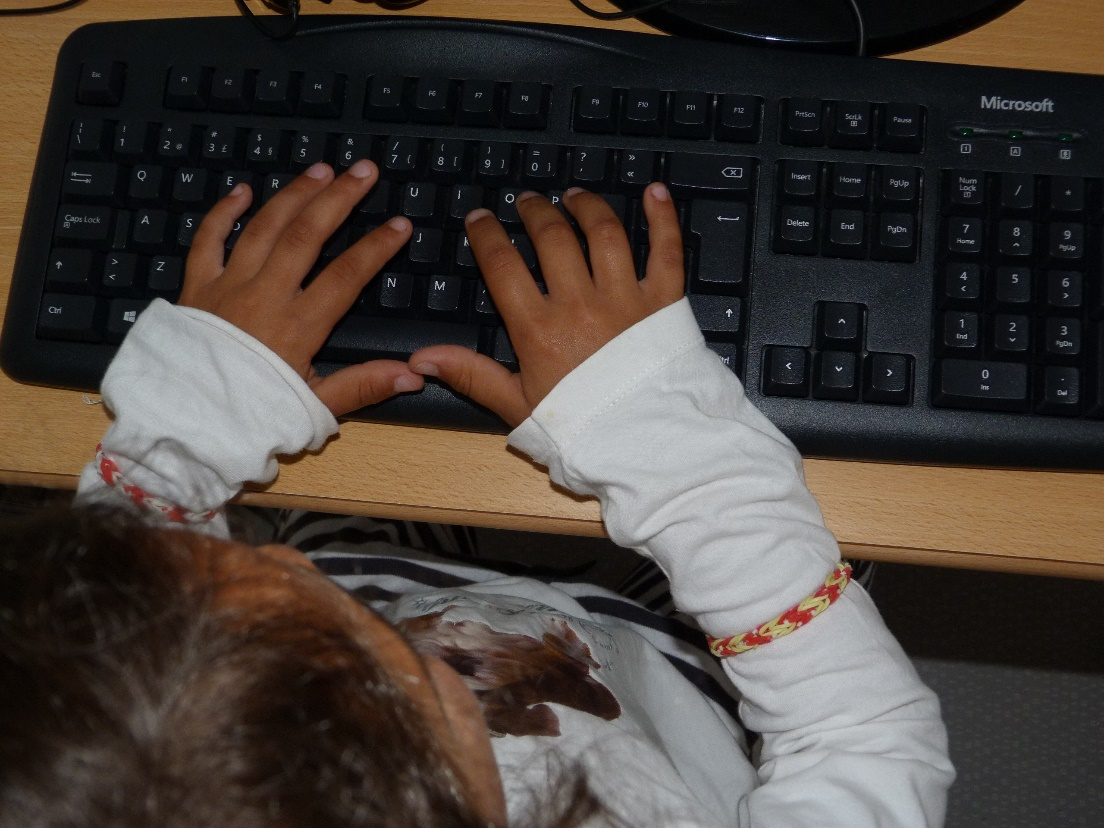 Esc F1 F2 F3 F4 F5 F6 F7 F8 F9 F10 F11 F12 PrtScn ScrLk Pause
Microsoft
1 A
| \ ! 1 " 2 @ # 3 £ $ 4 § % 5 & 6 / 7 { ( 8 [ ) 9 ] = 0 } ? » «
Insert Home PgUp Num Lock / *
Q W E R U I O P
Delete End PgDn 7 Home 8 ^ 9 PgUp
Caps Lock A S D J K
4 < 5 6 >
> < Z N M
1 End 2 3 PgDn
Ctrl
0 Ins . Del